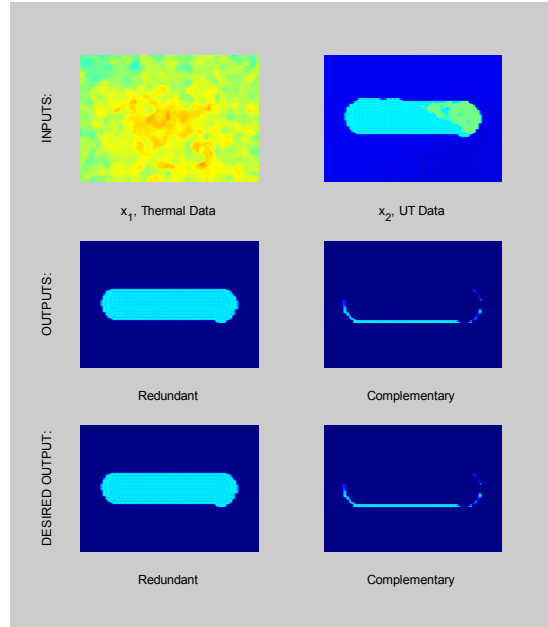 INPUTS:
x1, Thermal Data
x2, UT Data
OUTPUTS:
Redundant
Complementary
DESIRED OUTPUT:
Redundant
Complementary